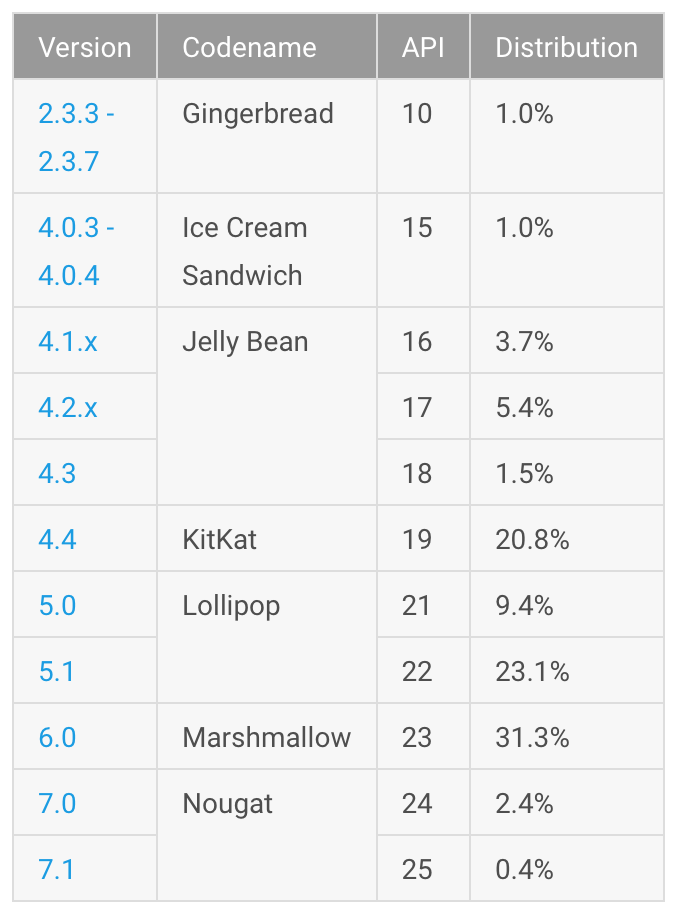 Version Codename API Distribution
2.3.3 - Gingerbread 10 1.0%
2.3.7
4.0.3 - Ice Cream 15 1.0%
4.0.4 Sandwich
4.1.x Jelly Bean 16 3.7%
4.2.x 17 5.4%
4.3 18 1.5%
4.4 KitKat 19 20.8%
5.0 Lollipop 21 9.4%
5.1 22 23.1%
6.0 Marshmallow 23 31.3%
7.0 Nougat 24 2.4%
7.1 25 0.4%